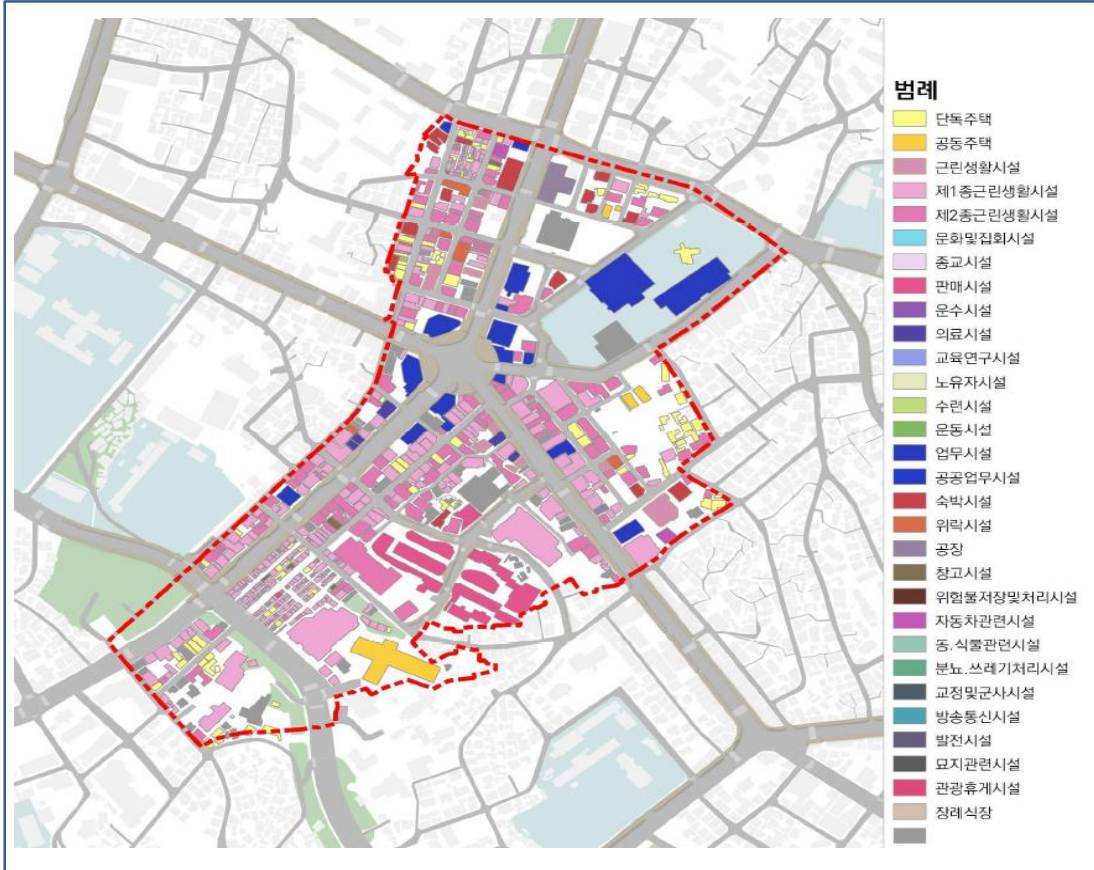 범례
단독주택
공동주택
근린생활시설
제1종근린생활시설
제2종근린생활시설
문화및집회시설
종교시설
판매시설
운수시설
의료시설
교육연구시설
노유자시설
수련시설
운동시설
업무시설
공공업무시설
숙박시설
위락시설
공장
창고시설
위험물저장및처리시설
자동차관련시설
동.식물관련시설
분뇨.쓰레기처리시설
교정및군사시설
방송통신시설
발전시설
묘지관련시설
관광휴게시설
장례식장